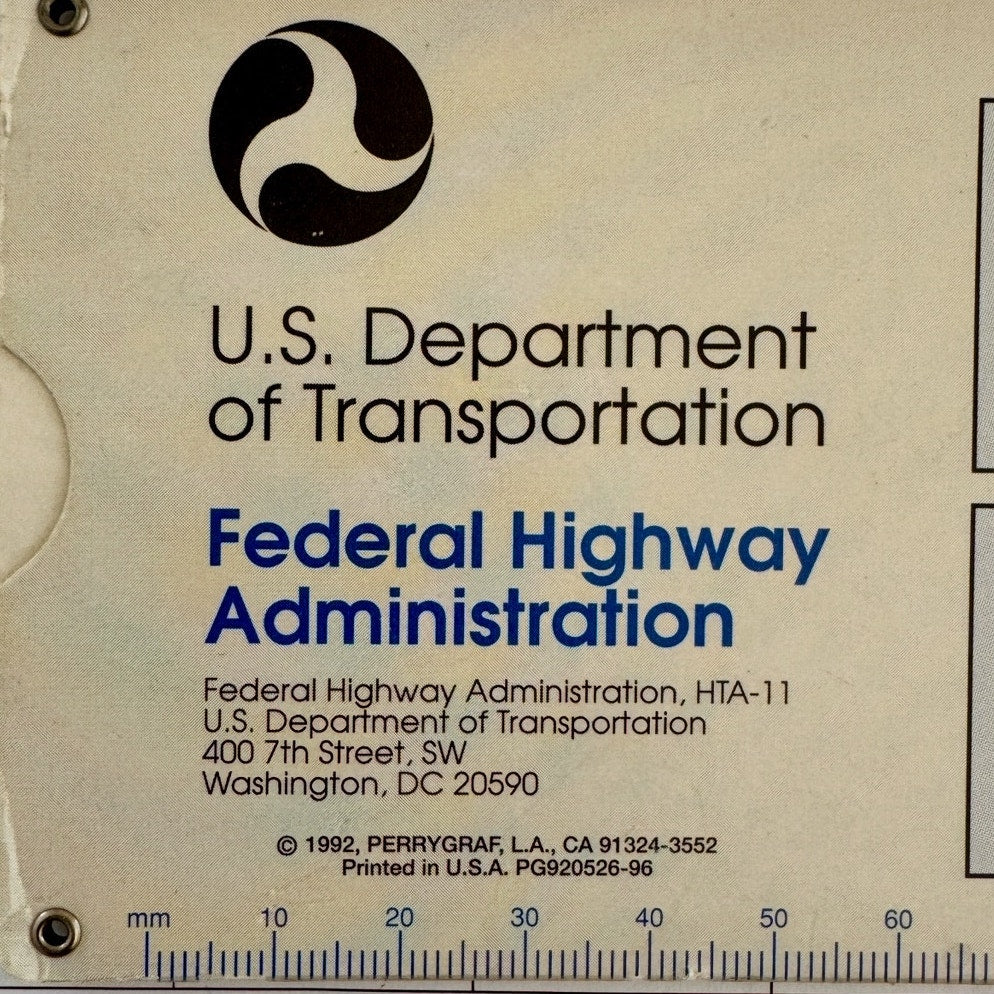 U.S. Department
of Transportation
Federal Highway
Administration
Federal Highway Administration, HTA-11
U.S. Department of Transportation
400 7th Street, SW
Washington, DC 20590
© 1992, PERRYGRAF, L.A., CA 91324-3552
Printed in U.S.A. PG920526-96
mm 10 20 30 40 50 60